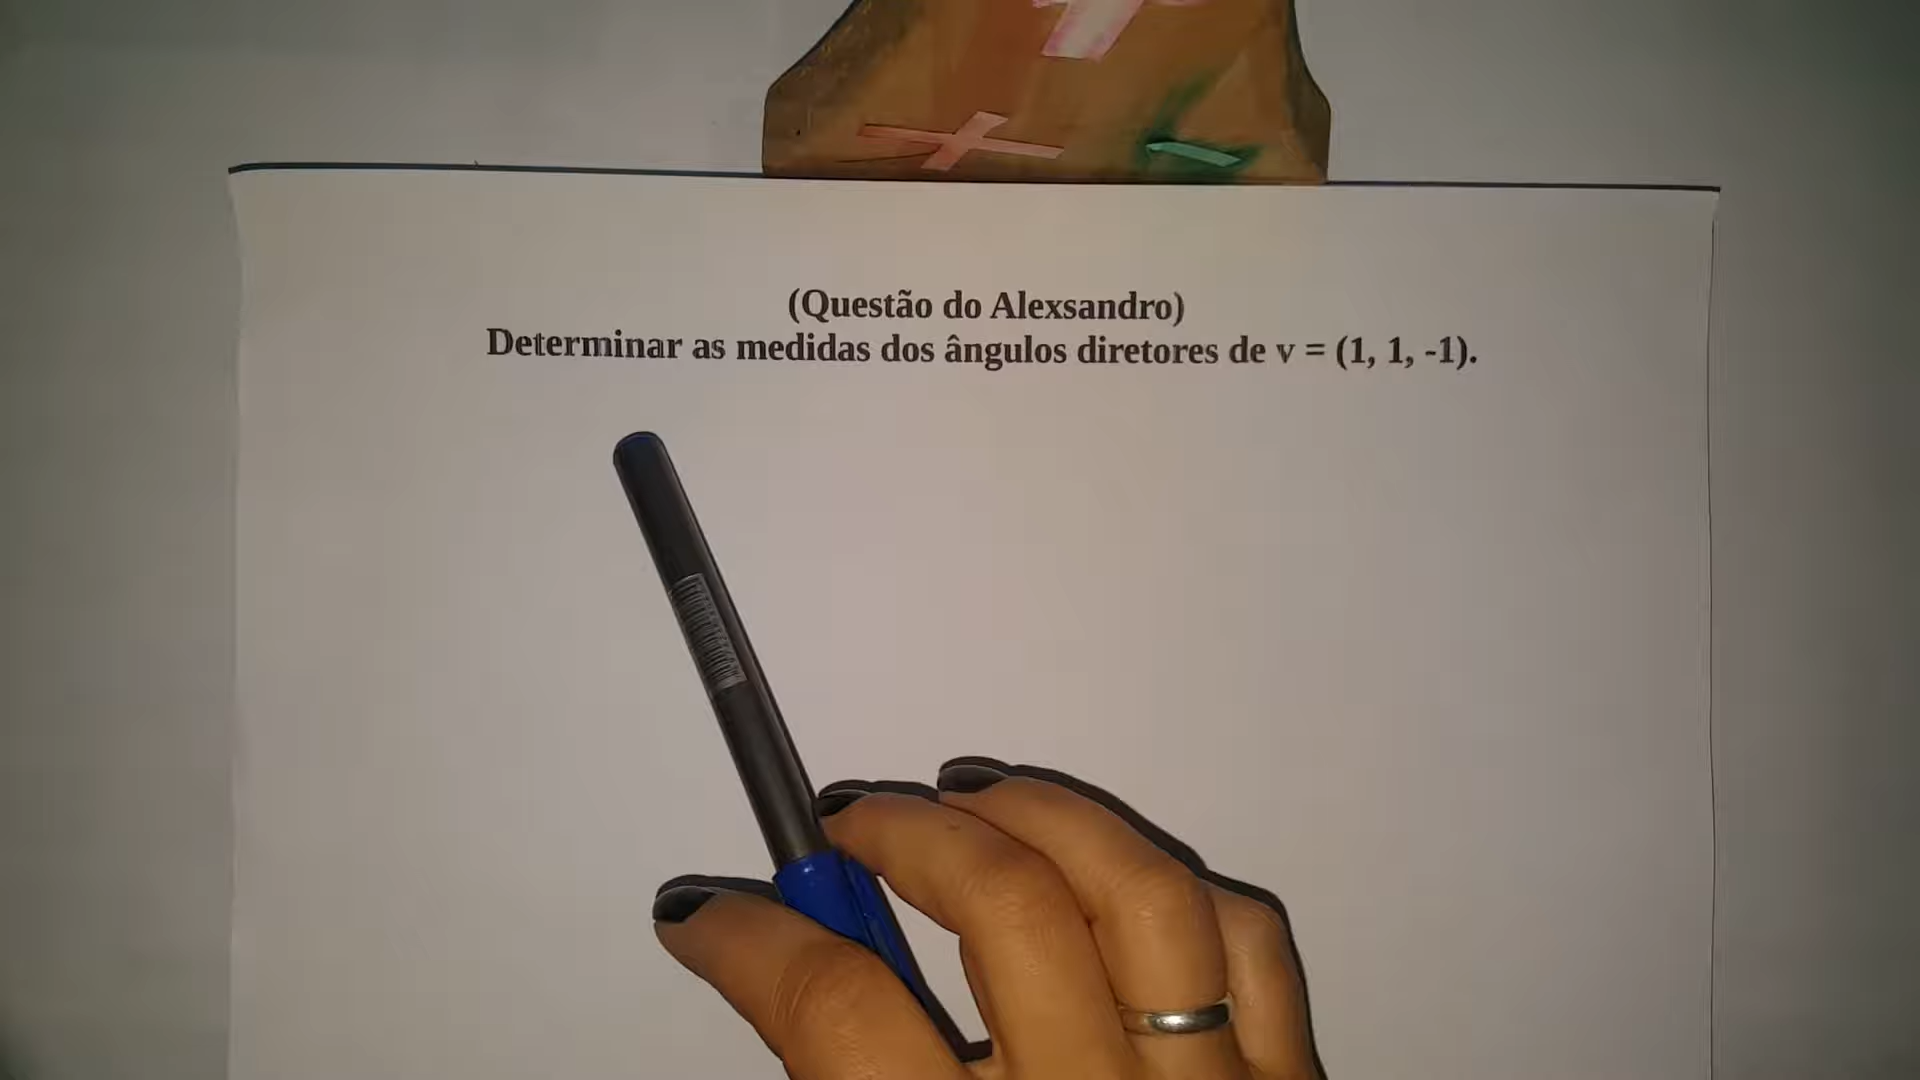 (Questão do Alexsandro)
Determinar as medidas dos ângulos diretores de v = (1, 1, -1).